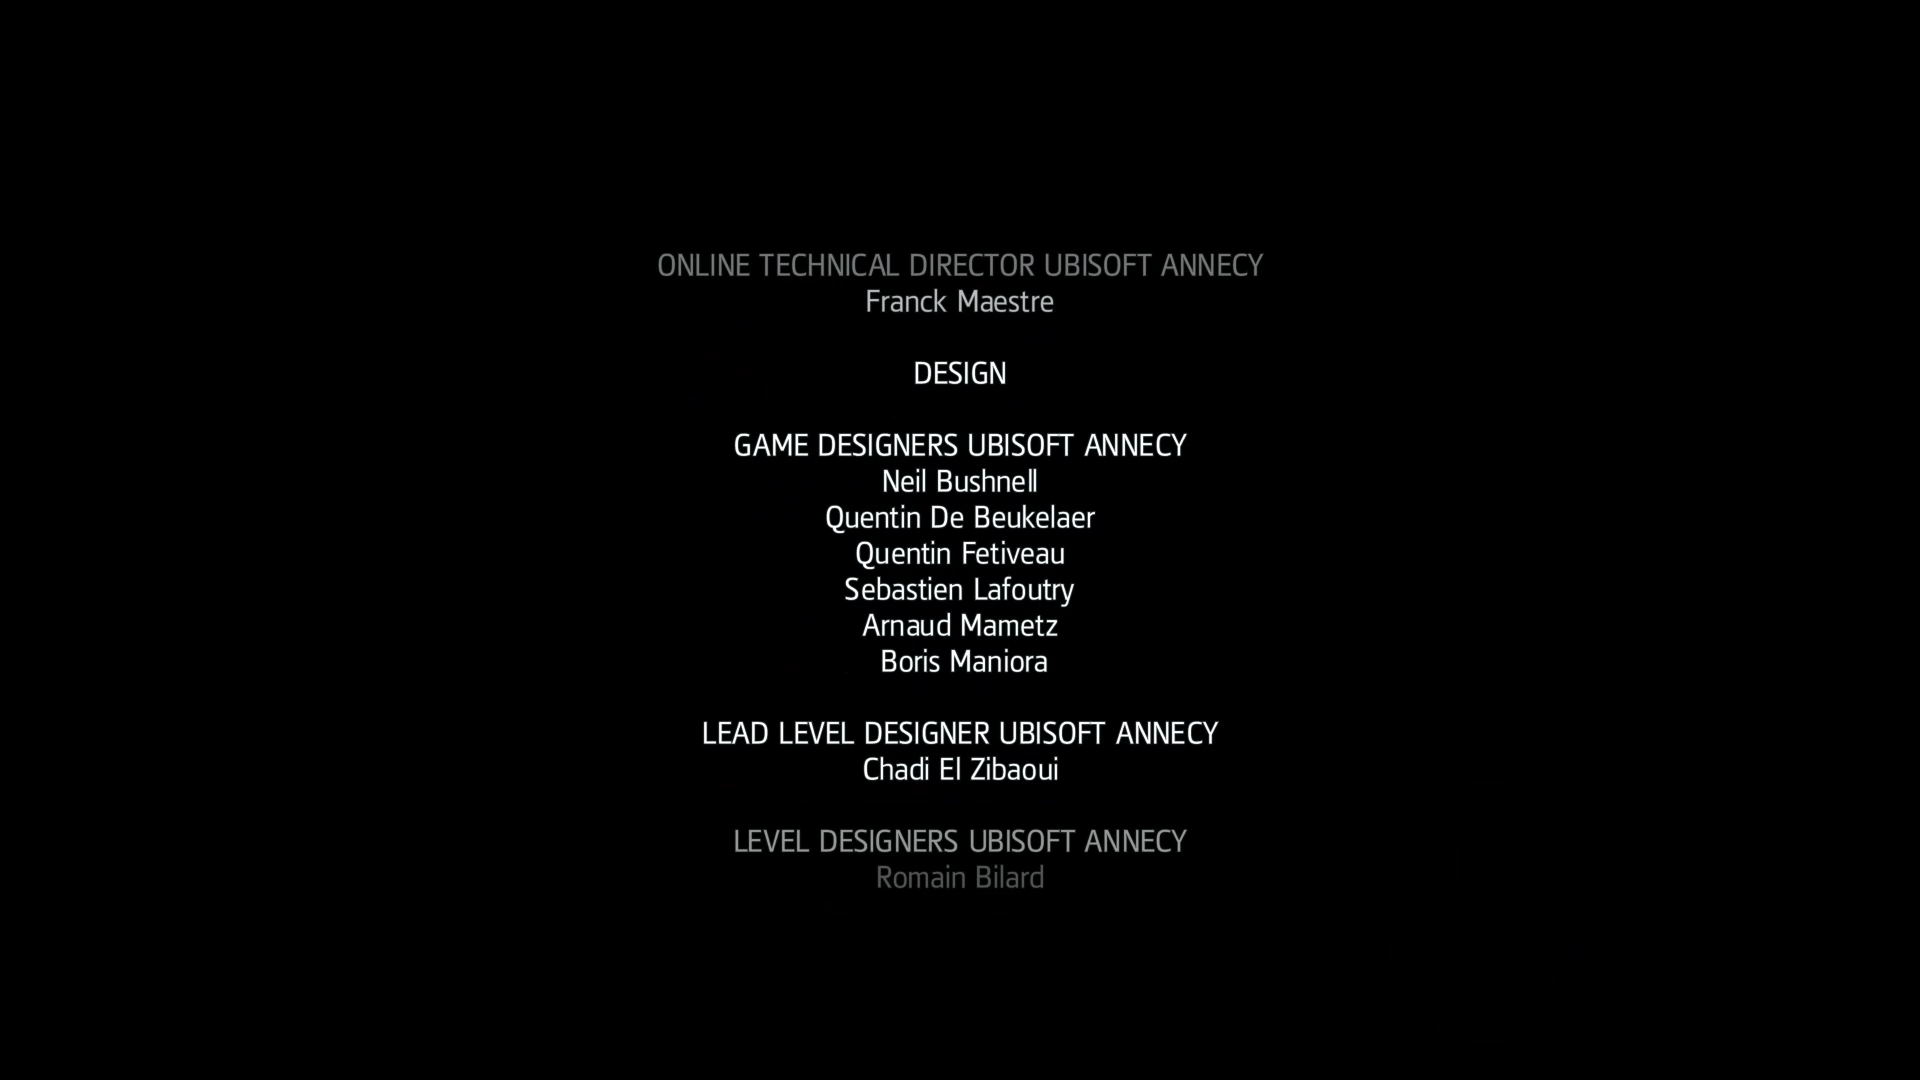 ONLINE TECHNICAL DIRECTOR UBISOFT ANNECY
Franck Maestre
DESIGN
GAME DESIGNERS UBISOFT ANNECY
Neil Bushnell
Quentin De Beukelaer
Quentin Fetiveau
Sebastien Lafoutry
Arnaud Mametz
Boris Maniora
LEAD LEVEL DESIGNER UBISOFT ANNECY
Chadi El Zibaoui
LEVEL DESIGNERS UBISOFT ANNECY
Romain Bilard